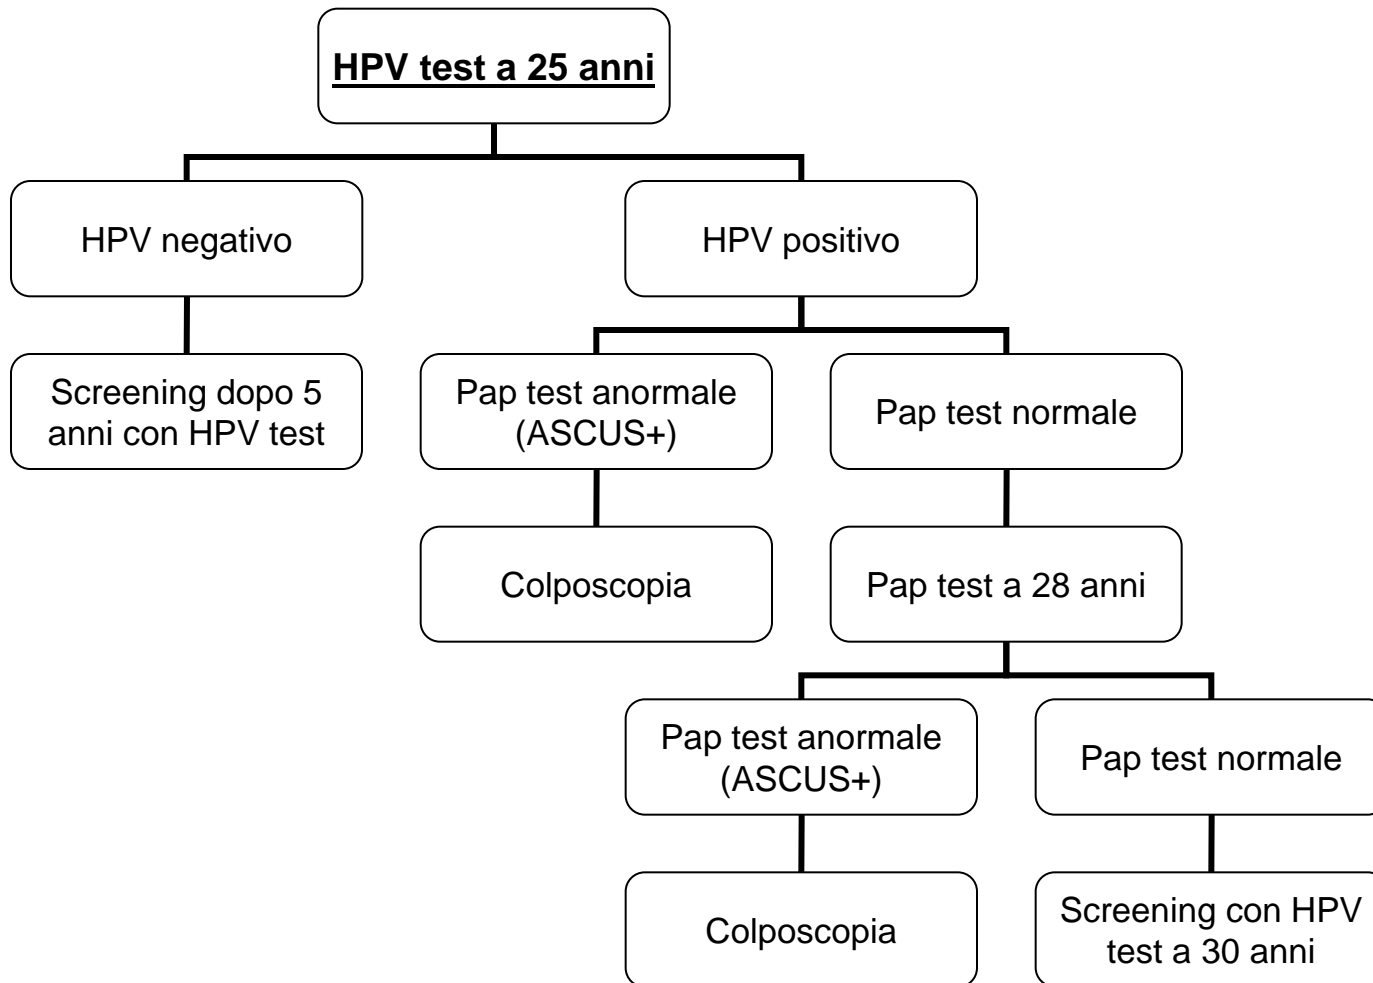 HPV test a 25 anni
HPV negativo
HPV positivo
Screening dopo 5
anni con HPV test
Pap test anormale
(ASCUS+)
Pap test normale
Colposcopia
Pap test a 28 anni
Pap test anormale
(ASCUS+)
Pap test normale
Colposcopia
Screening con HPV
test a 30 anni